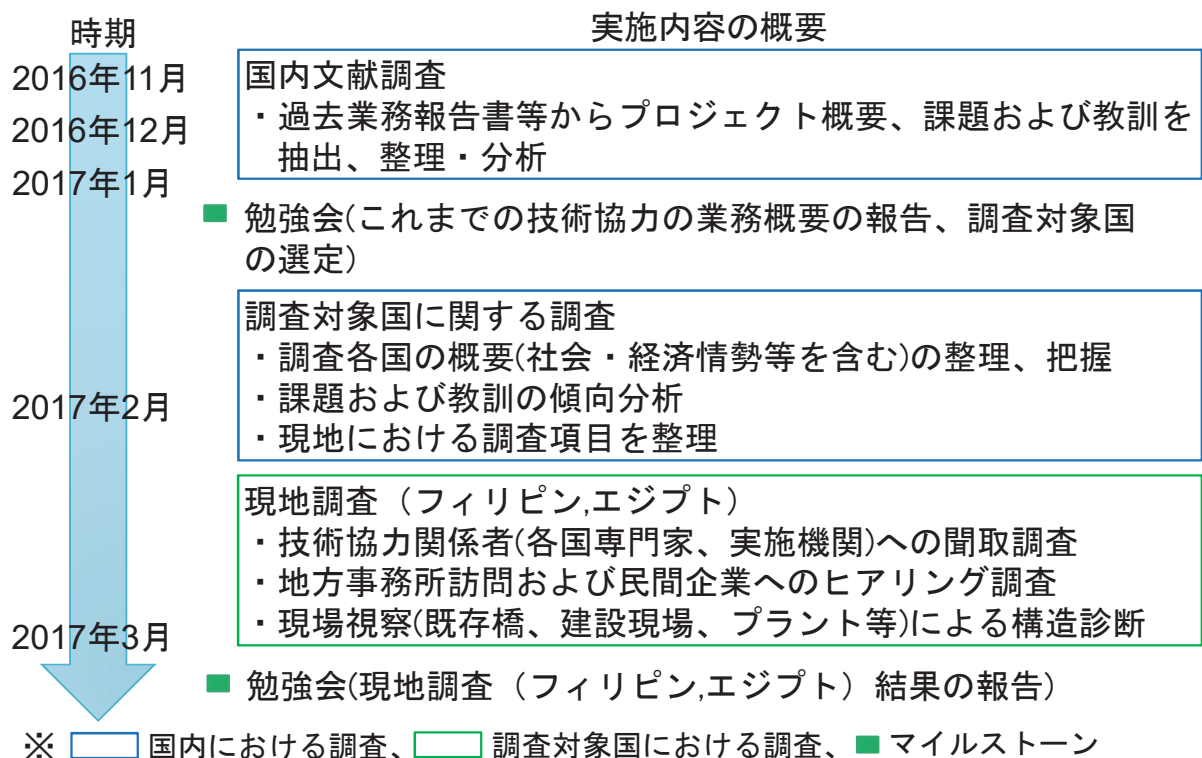 時期
実施内容の概要
2016年11月
2016年12月
2017年1月
国内文献調査
・過去業務報告書等からプロジェクト概要、課題および教訓を
抽出、整理・分析
勉強会(これまでの技術協力の業務概要の報告、調査対象国
の選定)
2017年2月
調査対象国に関する調査
・調査各国の概要(社会・経済情勢等を含む)の整理、把握
・課題および教訓の傾向分析
・現地における調査項目を整理
現地調査（フィリピン,エジプト）
・技術協力関係者(各国専門家、実施機関)への聞取調査
・地方事務所訪問および民間企業へのヒアリング調査
・現場視察(既存橋、建設現場、プラント等)による構造診断
2017年3月
勉強会(現地調査（フィリピン,エジプト）結果の報告)
※ 国内における調査、 調査対象国における調査、 マイルストーン